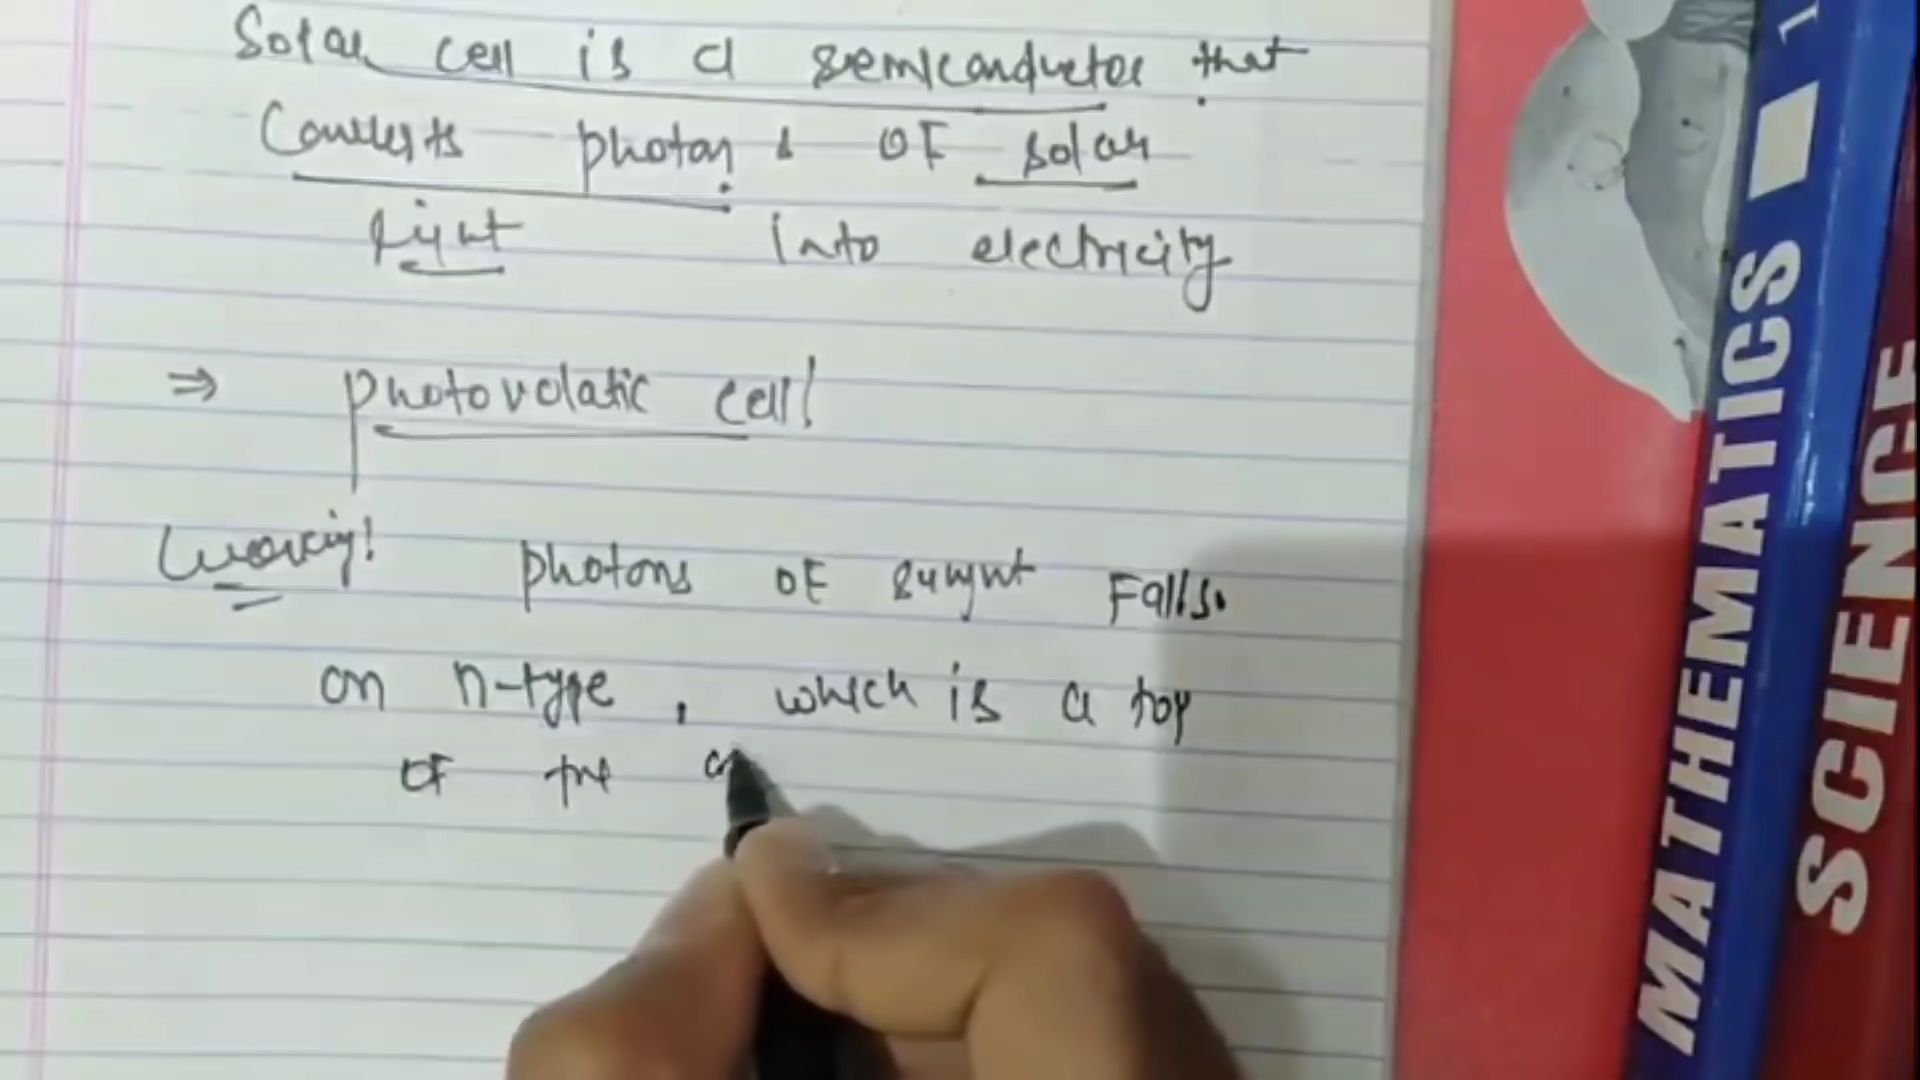 Solar cell is a semiconductor that
Converts photons of solar
light into electricity
⇒ photovolatic cell!
Working! photons of sunlight Falls.
on n-type, which is a top
of the
MATHEMATICS 1
SCIENCE